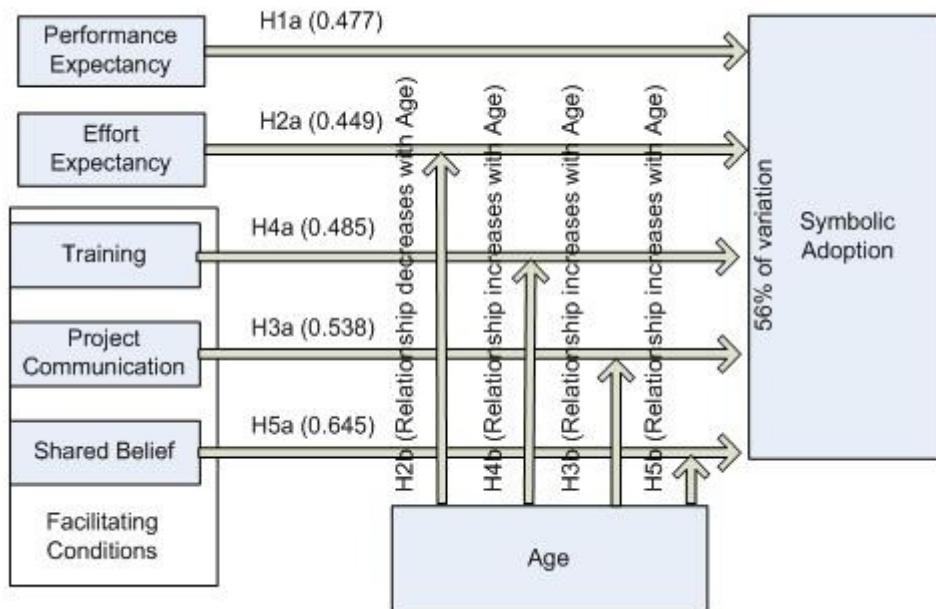 H1a (0.477)
Performance
Expectancy
H2a (0.449)
Effort
Expectancy
H4a (0.485)
Training
H3a (0.538)
Project
Communication
H5a (0.645)
Shared Belief
Facilitating
Conditions
H2b (Relationship decreases with Age)
H4b (Relationship increases with Age)
H3b (Relationship increases with Age)
H5b (Relationship increases with Age)
56% of variation
Symbolic
Adoption
Age